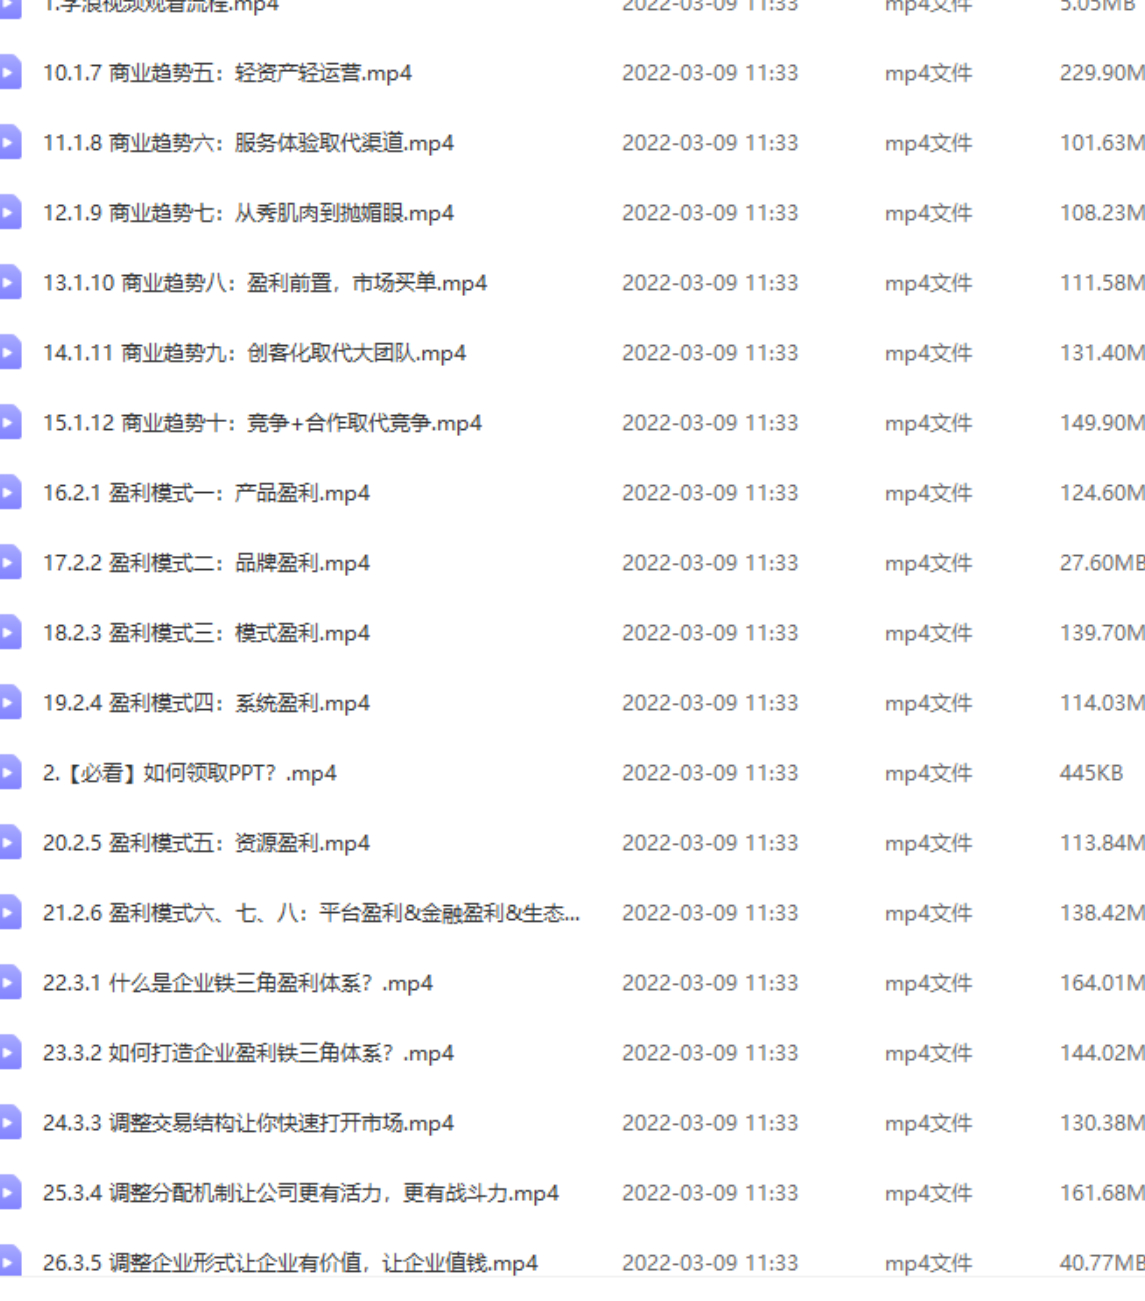 1.学浪视频观看流程.mp4 2022-03-09 11:33 mp4文件 5.05MB
10.1.7 商业趋势五：轻资产轻运营.mp4 2022-03-09 11:33 mp4文件 229.90M
11.1.8 商业趋势六：服务体验取代渠道.mp4 2022-03-09 11:33 mp4文件 101.63M
12.1.9 商业趋势七：从秀肌肉到抛媚眼.mp4 2022-03-09 11:33 mp4文件 108.23M
13.1.10 商业趋势八：盈利前置，市场买单.mp4 2022-03-09 11:33 mp4文件 111.58M
14.1.11 商业趋势九：创客化取代大团队.mp4 2022-03-09 11:33 mp4文件 131.40M
15.1.12 商业趋势十：竞争+合作取代竞争.mp4 2022-03-09 11:33 mp4文件 149.90M
16.2.1 盈利模式一：产品盈利.mp4 2022-03-09 11:33 mp4文件 124.60M
17.2.2 盈利模式二：品牌盈利.mp4 2022-03-09 11:33 mp4文件 27.60MB
18.2.3 盈利模式三：模式盈利.mp4 2022-03-09 11:33 mp4文件 139.70M
19.2.4 盈利模式四：系统盈利.mp4 2022-03-09 11:33 mp4文件 114.03M
2.【必看】如何领取PPT？.mp4 2022-03-09 11:33 mp4文件 445KB
20.2.5 盈利模式五：资源盈利.mp4 2022-03-09 11:33 mp4文件 113.84M
21.2.6 盈利模式六、七、八：平台盈利&金融盈利&生态... 2022-03-09 11:33 mp4文件 138.42M
22.3.1 什么是企业铁三角盈利体系？.mp4 2022-03-09 11:33 mp4文件 164.01M
23.3.2 如何打造企业盈利铁三角体系？.mp4 2022-03-09 11:33 mp4文件 144.02M
24.3.3 调整交易结构让你快速打开市场.mp4 2022-03-09 11:33 mp4文件 130.38M
25.3.4 调整分配机制让公司更有活力，更有战斗力.mp4 2022-03-09 11:33 mp4文件 161.68M
26.3.5 调整企业形式让企业有价值，让企业值钱.mp4 2022-03-09 11:33 mp4文件 40.77MB